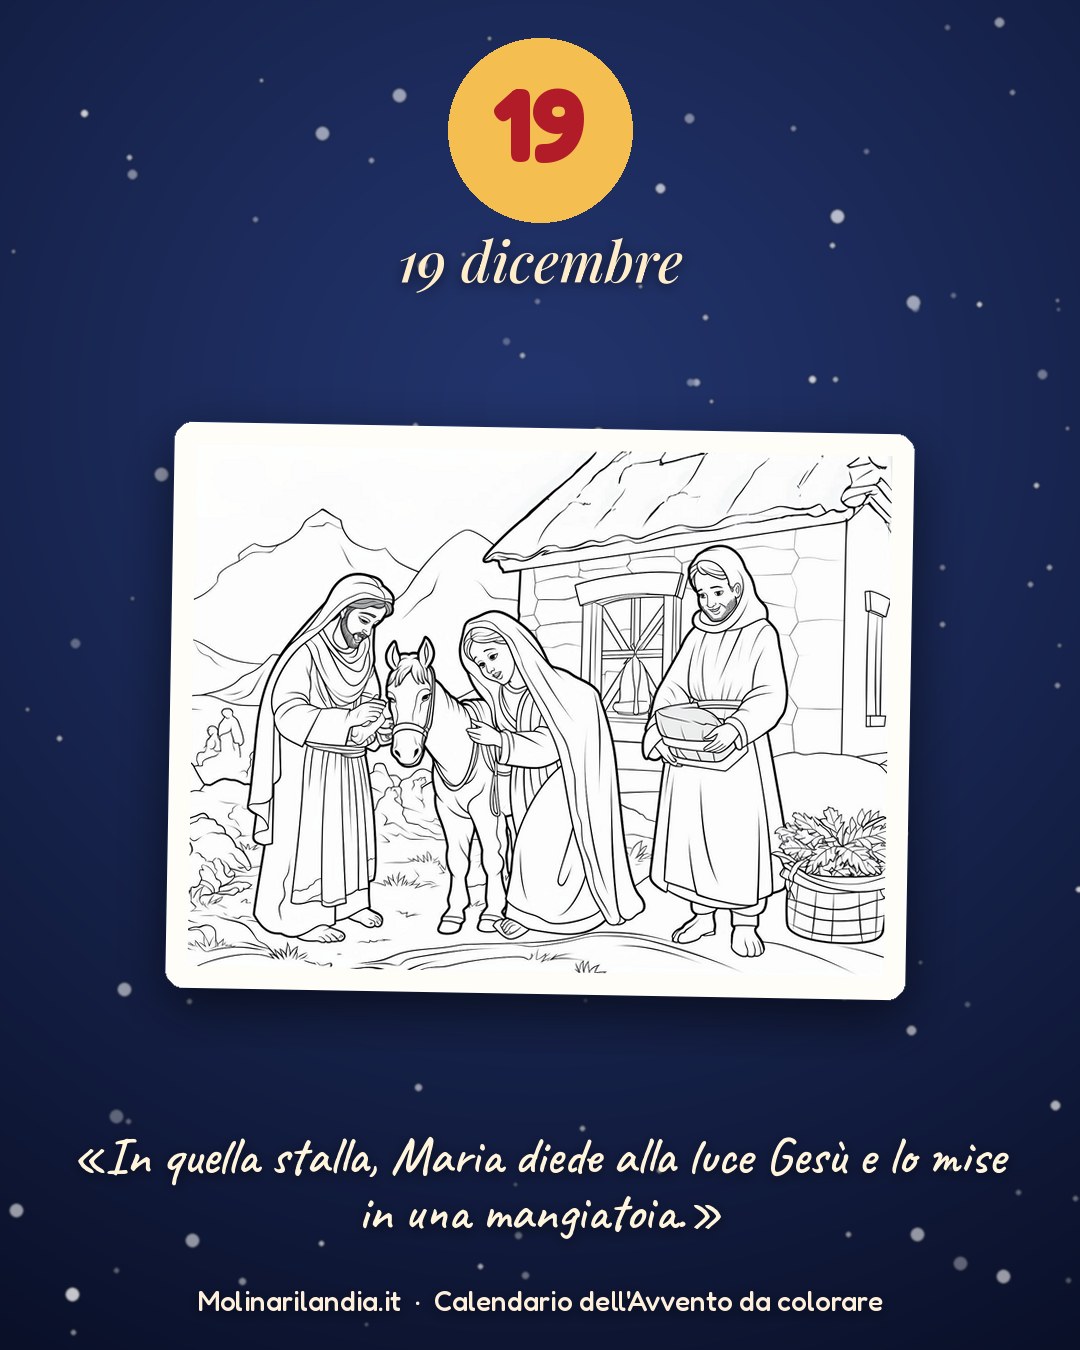 19
19 dicembre
«In quella stalla, Maria diede alla luce Gesù e lo mise
in una mangiatoia.»
Molinarilandia.it · Calendario dell'Avvento da colorare